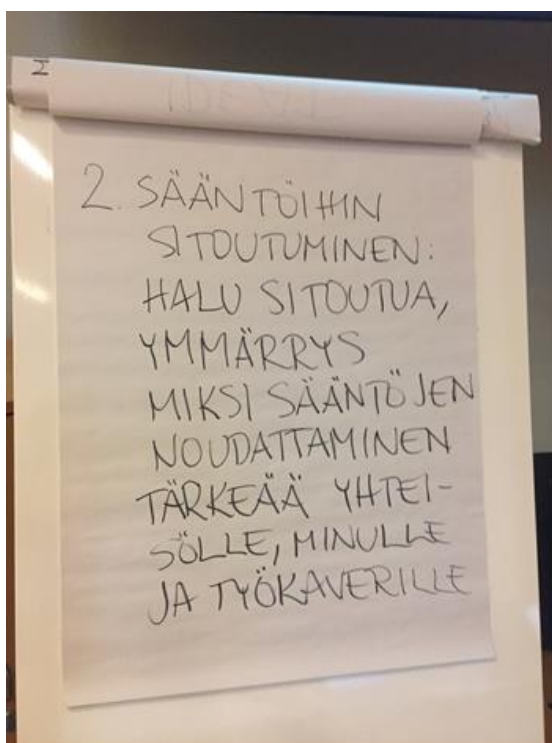 2. SÄÄNTÖIHIN
SITOUTUMINEN:
HALU SITOUTUA,
YMMÄRRYS
MIKSI SÄÄNTÖJEN
NOUDATTAMINEN
TÄRKEÄÄ YHTEI-
SÖLLE, MINULLE
JA TYÖKAVERILLE